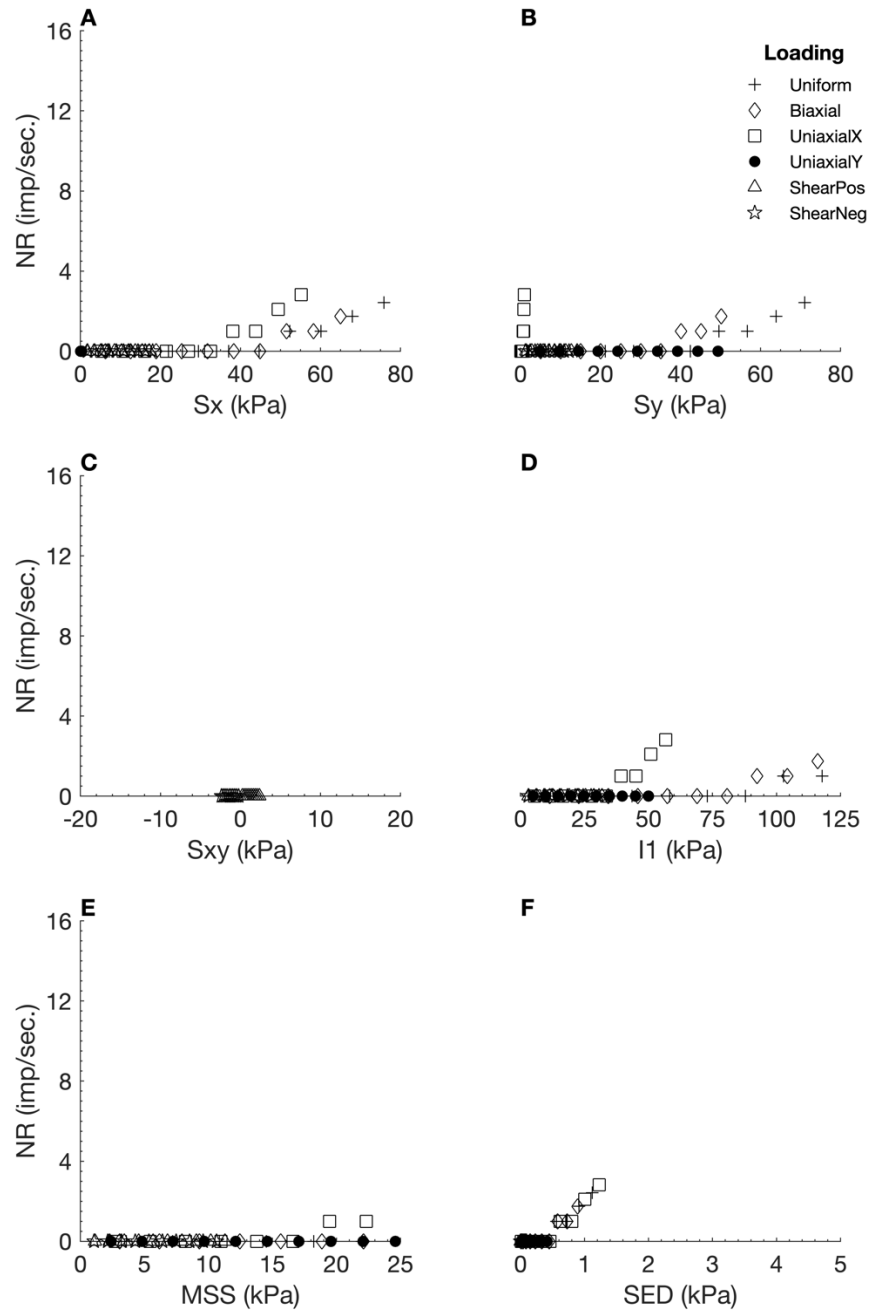 A
16
12
8
4
0
NR (imp/sec.)
0 20 40 60 80
Sx (kPa)
B
Loading
Uniform
Biaxial
UniaxialX
UniaxialY
ShearPos
ShearNeg
0 20 40 60 80
Sy (kPa)
C
16
12
8
4
0
NR (imp/sec.)
-20 -10 0 10 20
Sxy (kPa)
D
0 25 50 75 100 125
I1 (kPa)
E
16
12
8
4
0
NR (imp/sec.)
0 5 10 15 20 25
MSS (kPa)
F
0 1 2 3 4 5
SED (kPa)